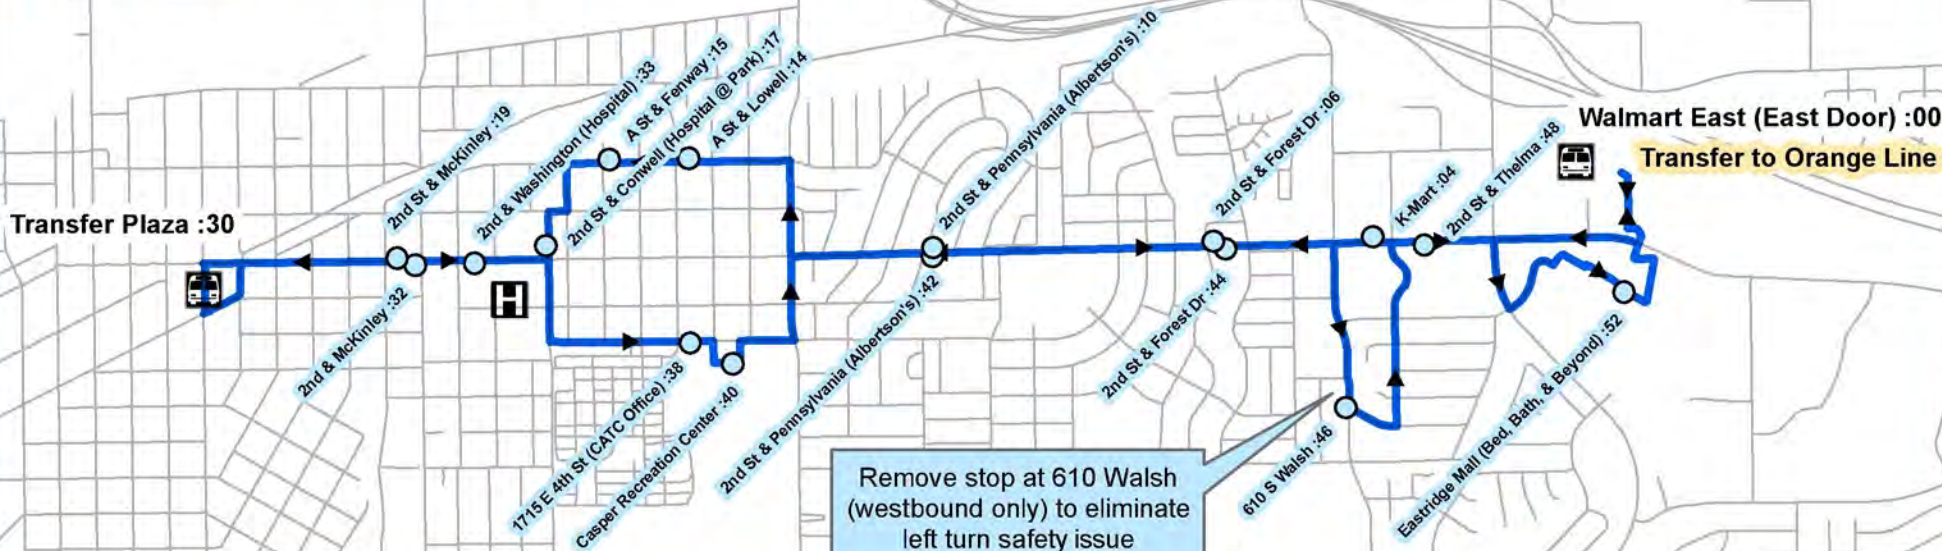 Transfer Plaza :30
2nd St & McKinley :19
2nd & McKinley :32
2nd & Washington (Hospital) :33
A St & Fenway :15
2nd St & Conwell (Hospital @ Park) :17
A St & Lowell :14
H
1715 E 4th St (CATC Office) :38
Casper Recreation Center :40
2nd St & Pennsylvania (Albertson's) :10
2nd St & Pennsylvania (Albertson's) :42
2nd St & Forest Dr :06
2nd St & Forest Dr :44
K-Mart :04
2nd St & Thelma :48
Walmart East (East Door) :00
Transfer to Orange Line
610 S Walsh :46
Eastridge Mall (Bed, Bath, & Beyond) :52
Remove stop at 610 Walsh
(westbound only) to eliminate
left turn safety issue